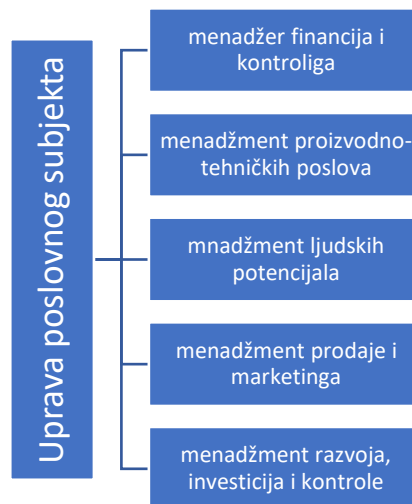 Uprava poslovnog subjekta
menadžer financija i
kontroliga
menadžment proizvodno-
tehničkih poslova
mnadžment ljudskih
potencijala
menadžment prodaje i
marketinga
menadžment razvoja,
investicija i kontrole